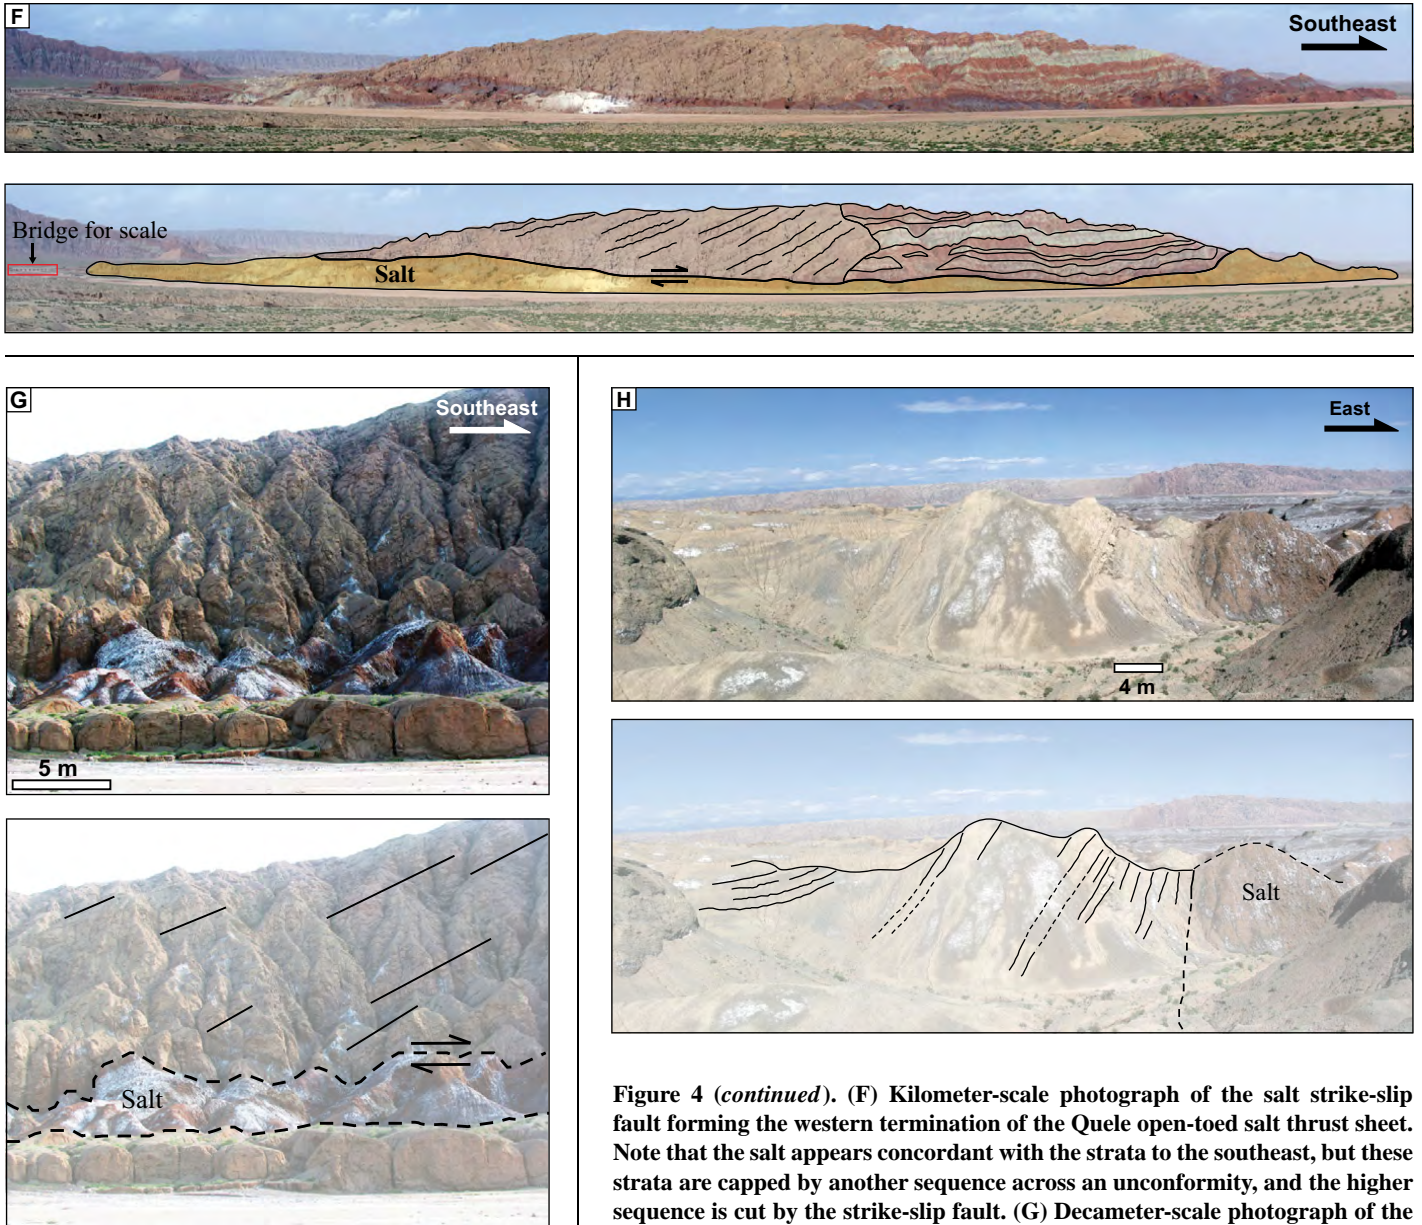 F
Southeast
Bridge for scale
Salt
G
Southeast
5 m
Salt
H
East
4 m
Salt
Figure 4 (continued). (F) Kilometer-scale photograph of the salt strike-slip
fault forming the western termination of the Quele open-toed salt thrust sheet.
Note that the salt appears concordant with the strata to the southeast, but these
strata are capped by another sequence across an unconformity, and the higher
sequence is cut by the strike-slip fault. (G) Decameter-scale photograph of the